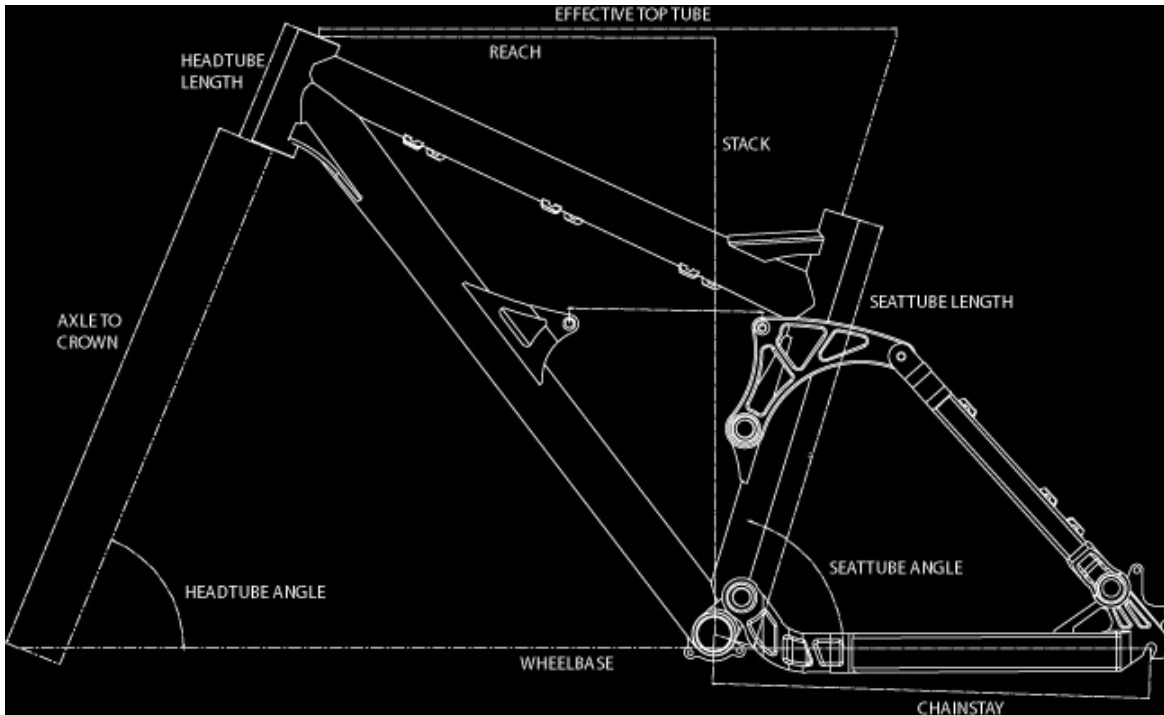 EFFECTIVE TOP TUBE
REACH
HEADTUBE
LENGTH
STACK
SEATTUBE LENGTH
AXLE TO
CROWN
SEATTUBE ANGLE
HEADTUBE ANGLE
WHEELBASE
CHAINSTAY